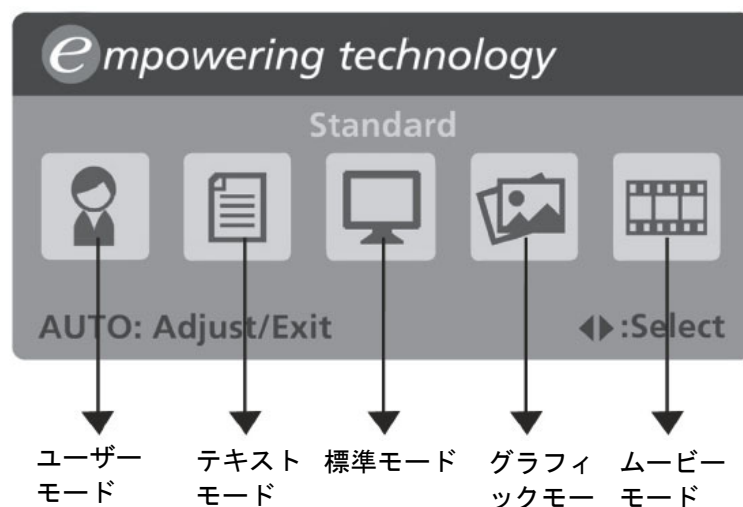 empowering technology
Standard
AUTO: Adjust/Exit
:Select
ユーザー
モード
テキスト
モード
標準モード
グラフィ
ックモー
ムービー
モード